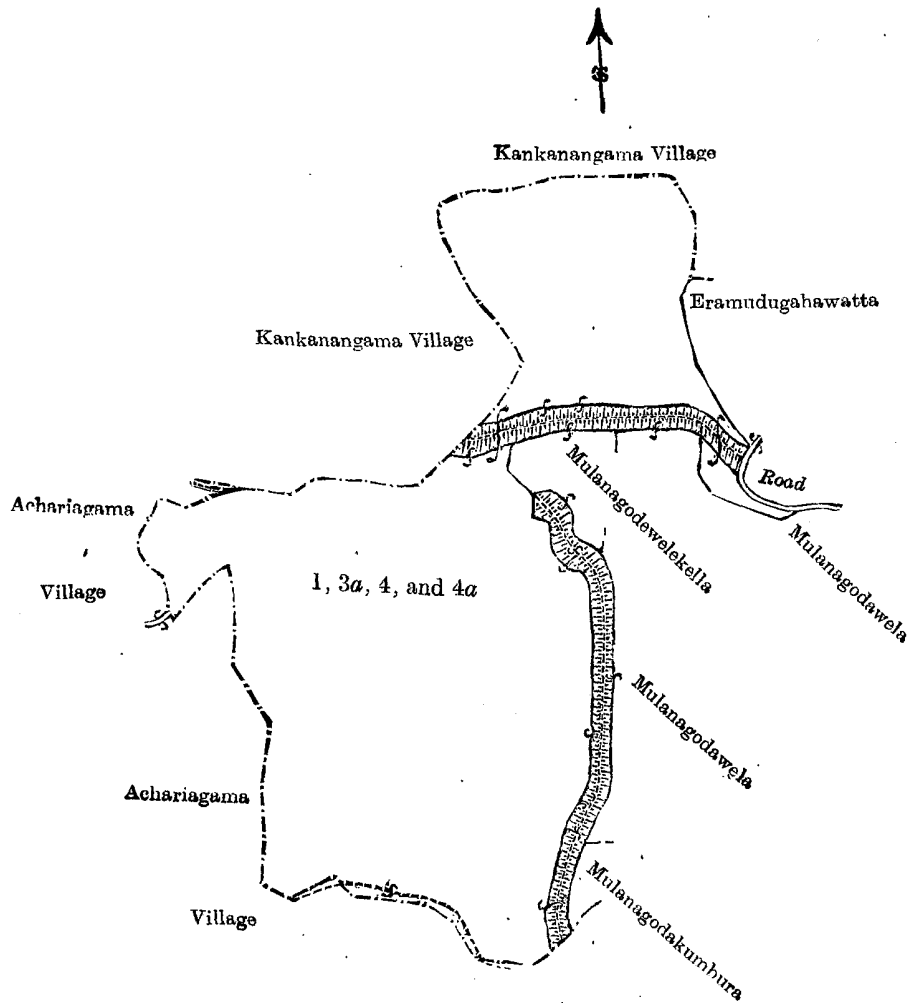 Kankanangama Village
Eramudugahawatta
Kankanangama Village
Road
Mulanagodewelekella
Achariagama
Village
Mulanagodawela
1, 3a, 4, and 4a
Mulanagodawela
Achariagama
Village
Mulanagodakumbura